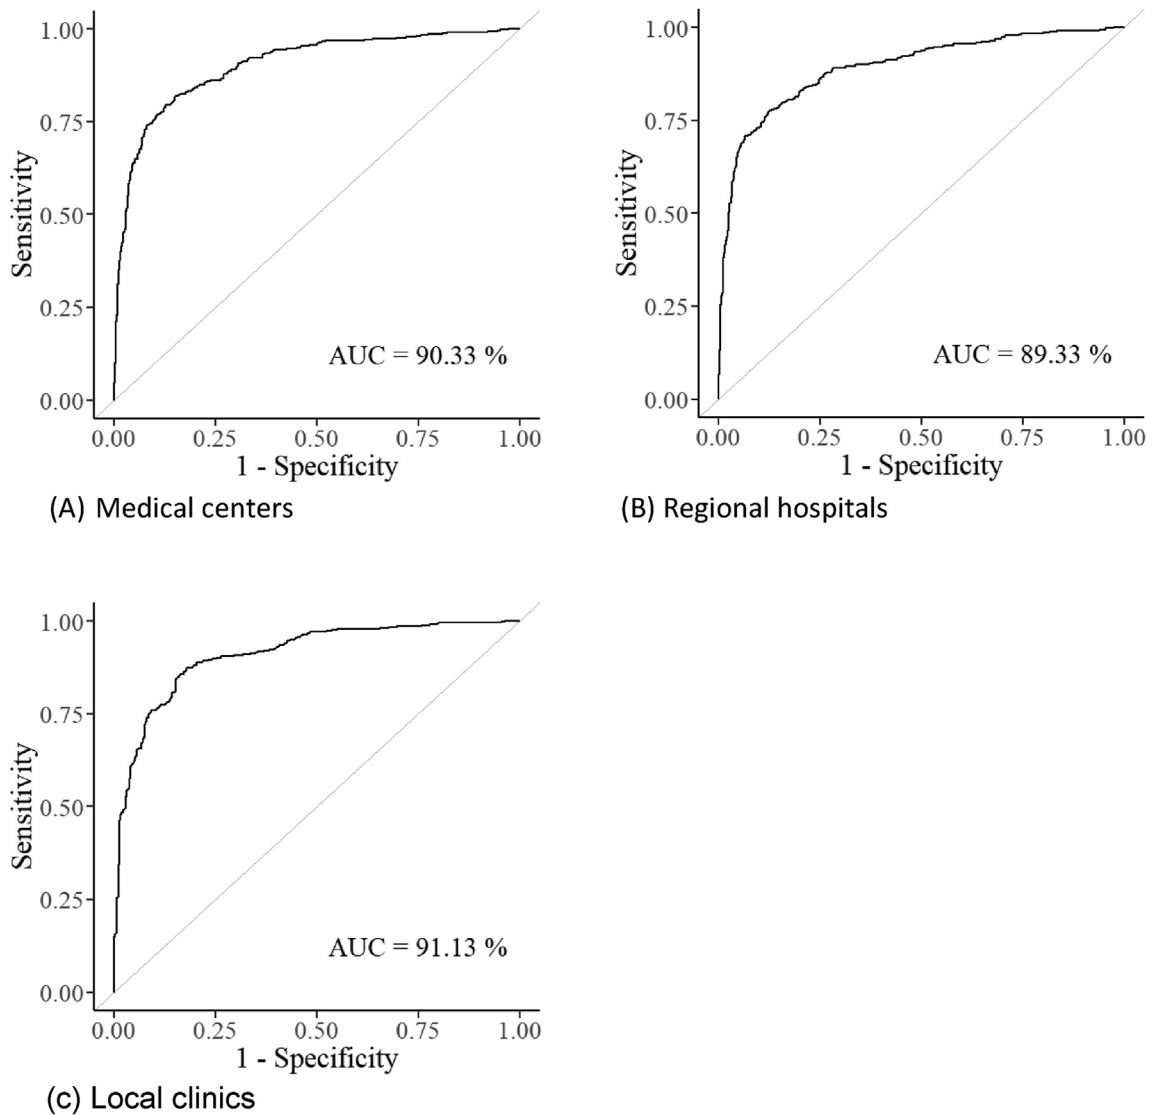 1.00
0.75
0.50
0.25
0.00
Sensitivity
AUC = 90.33 %
0.00 0.25 0.50 0.75 1.00
1 - Specificity
(A) Medical centers
1.00
0.75
0.50
0.25
0.00
Sensitivity
AUC = 89.33 %
0.00 0.25 0.50 0.75 1.00
1 - Specificity
(B) Regional hospitals
1.00
0.75
0.50
0.25
0.00
Sensitivity
AUC = 91.13 %
0.00 0.25 0.50 0.75 1.00
1 - Specificity
(c) Local clinics